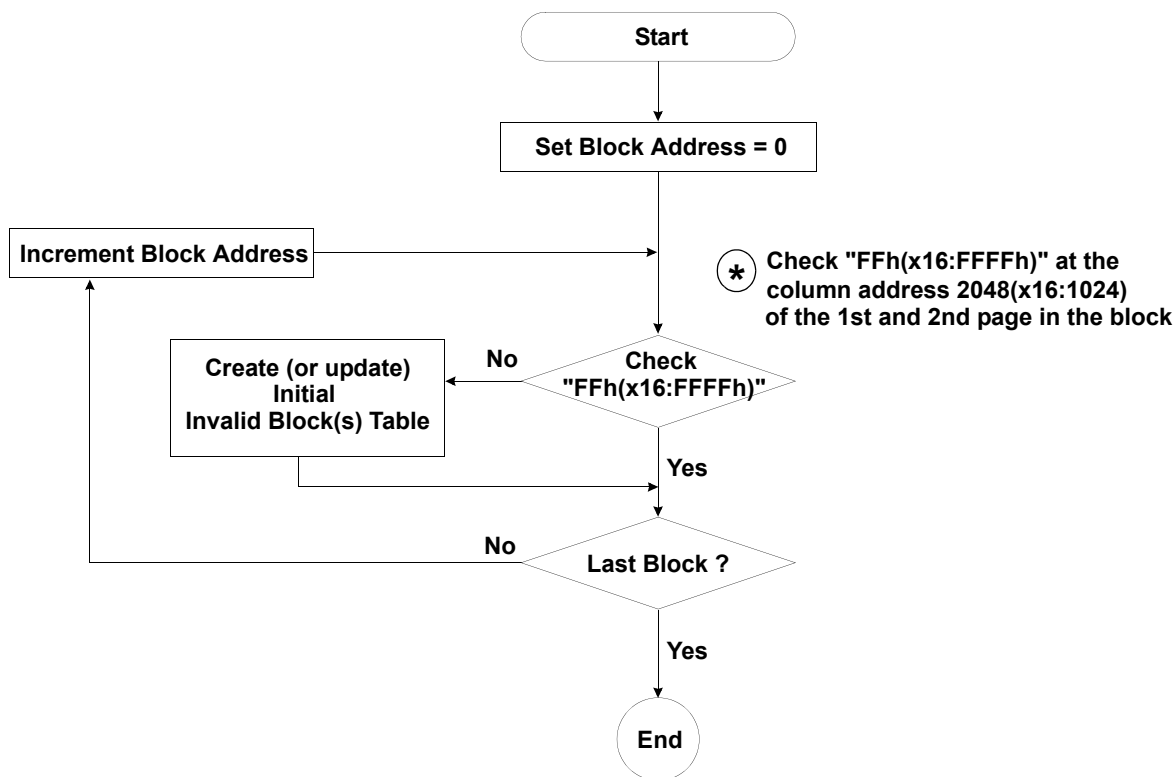 Start
Set Block Address = 0
Increment Block Address
* Check "FFh(x16:FFFFh)" at the
column address 2048(x16:1024)
of the 1st and 2nd page in the block
No
Check
"FFh(x16:FFFFh)"
Create (or update)
Initial
Invalid Block(s) Table
Yes
No
Last Block ?
Yes
End